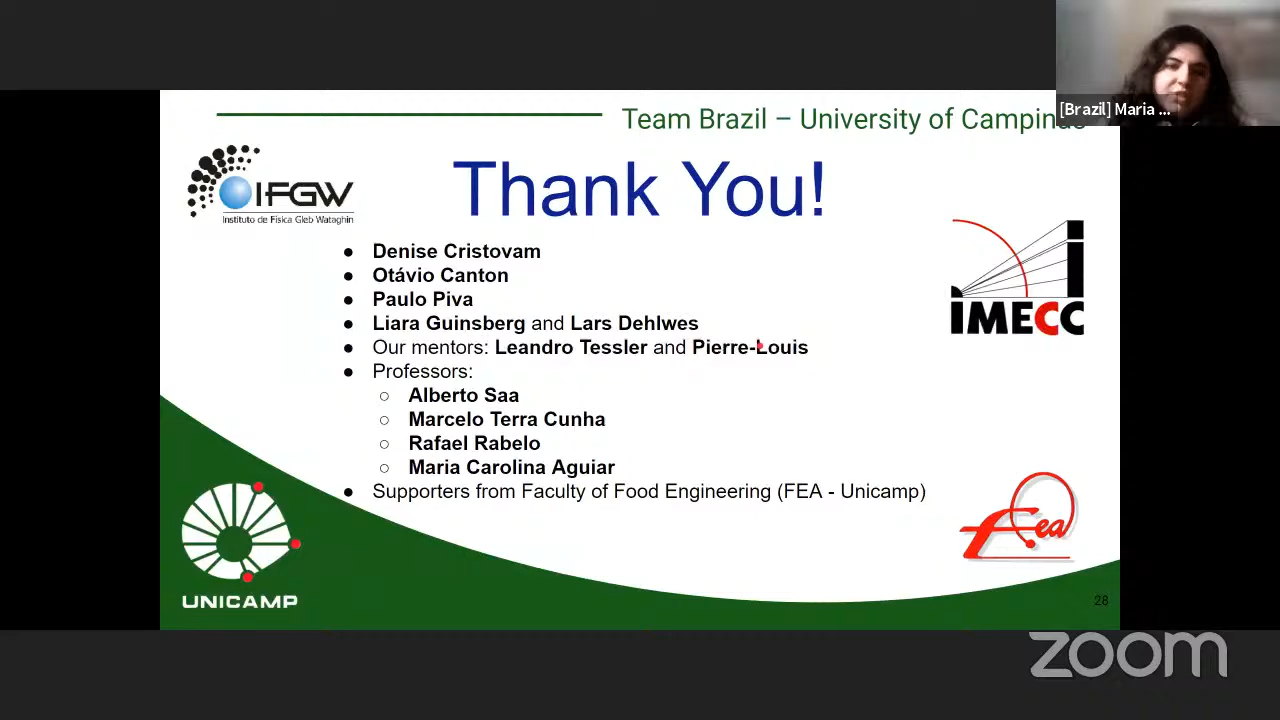 [Brazil] Maria ...
Team Brazil – University of Campinas
IFGW
Instituto de Física Gleb Wataghin
Thank You!
● Denise Cristovam
● Otávio Canton
● Paulo Piva
● Liara Guinsberg and Lars Dehlwes
● Our mentors: Leandro Tessler and Pierre-Louis
● Professors:
○ Alberto Saa
○ Marcelo Terra Cunha
○ Rafael Rabelo
○ Maria Carolina Aguiar
● Supporters from Faculty of Food Engineering (FEA - Unicamp)
IMECC
Fea
UNICAMP
28
zoom